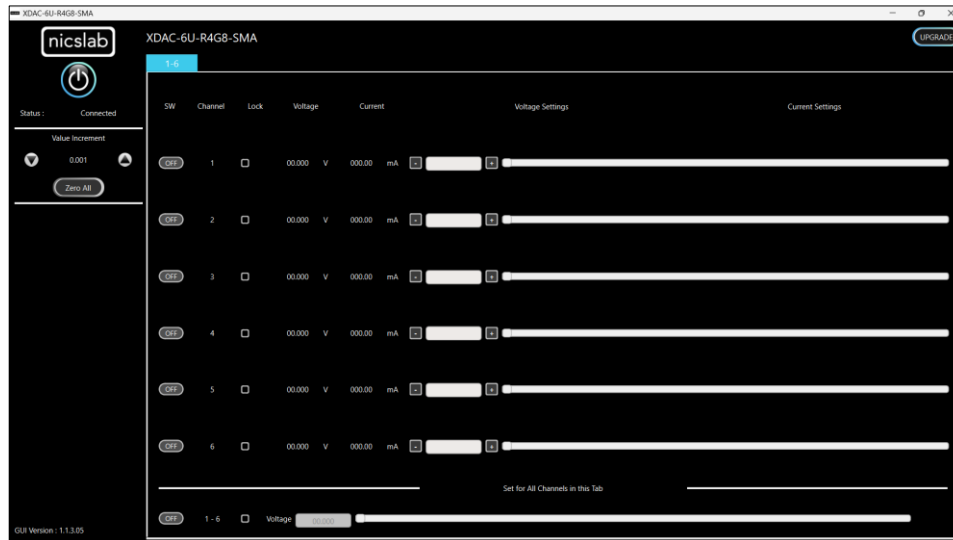 XDAC-6U-R4G8-SMA
nicslab
XDAC-6U-R4G8-SMA
UPGRADE
1-6
Status : Connected
SW Channel Lock Voltage Current Voltage Settings Current Settings
Value Increment
0.001
Zero All
OFF 1 00.000 V 000.00 mA - +
OFF 2 00.000 V 000.00 mA - +
OFF 3 00.000 V 000.00 mA - +
OFF 4 00.000 V 000.00 mA - +
OFF 5 00.000 V 000.00 mA - +
OFF 6 00.000 V 000.00 mA - +
Set for All Channels in this Tab
OFF 1 - 6 Voltage 00.000
GUI Version : 1.1.3.05